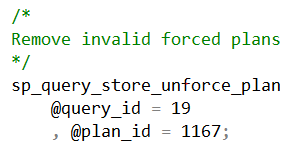 /*
Remove invalid forced plans
*/
sp_query_store_unforce_plan
@query_id = 19
, @plan_id = 1167;